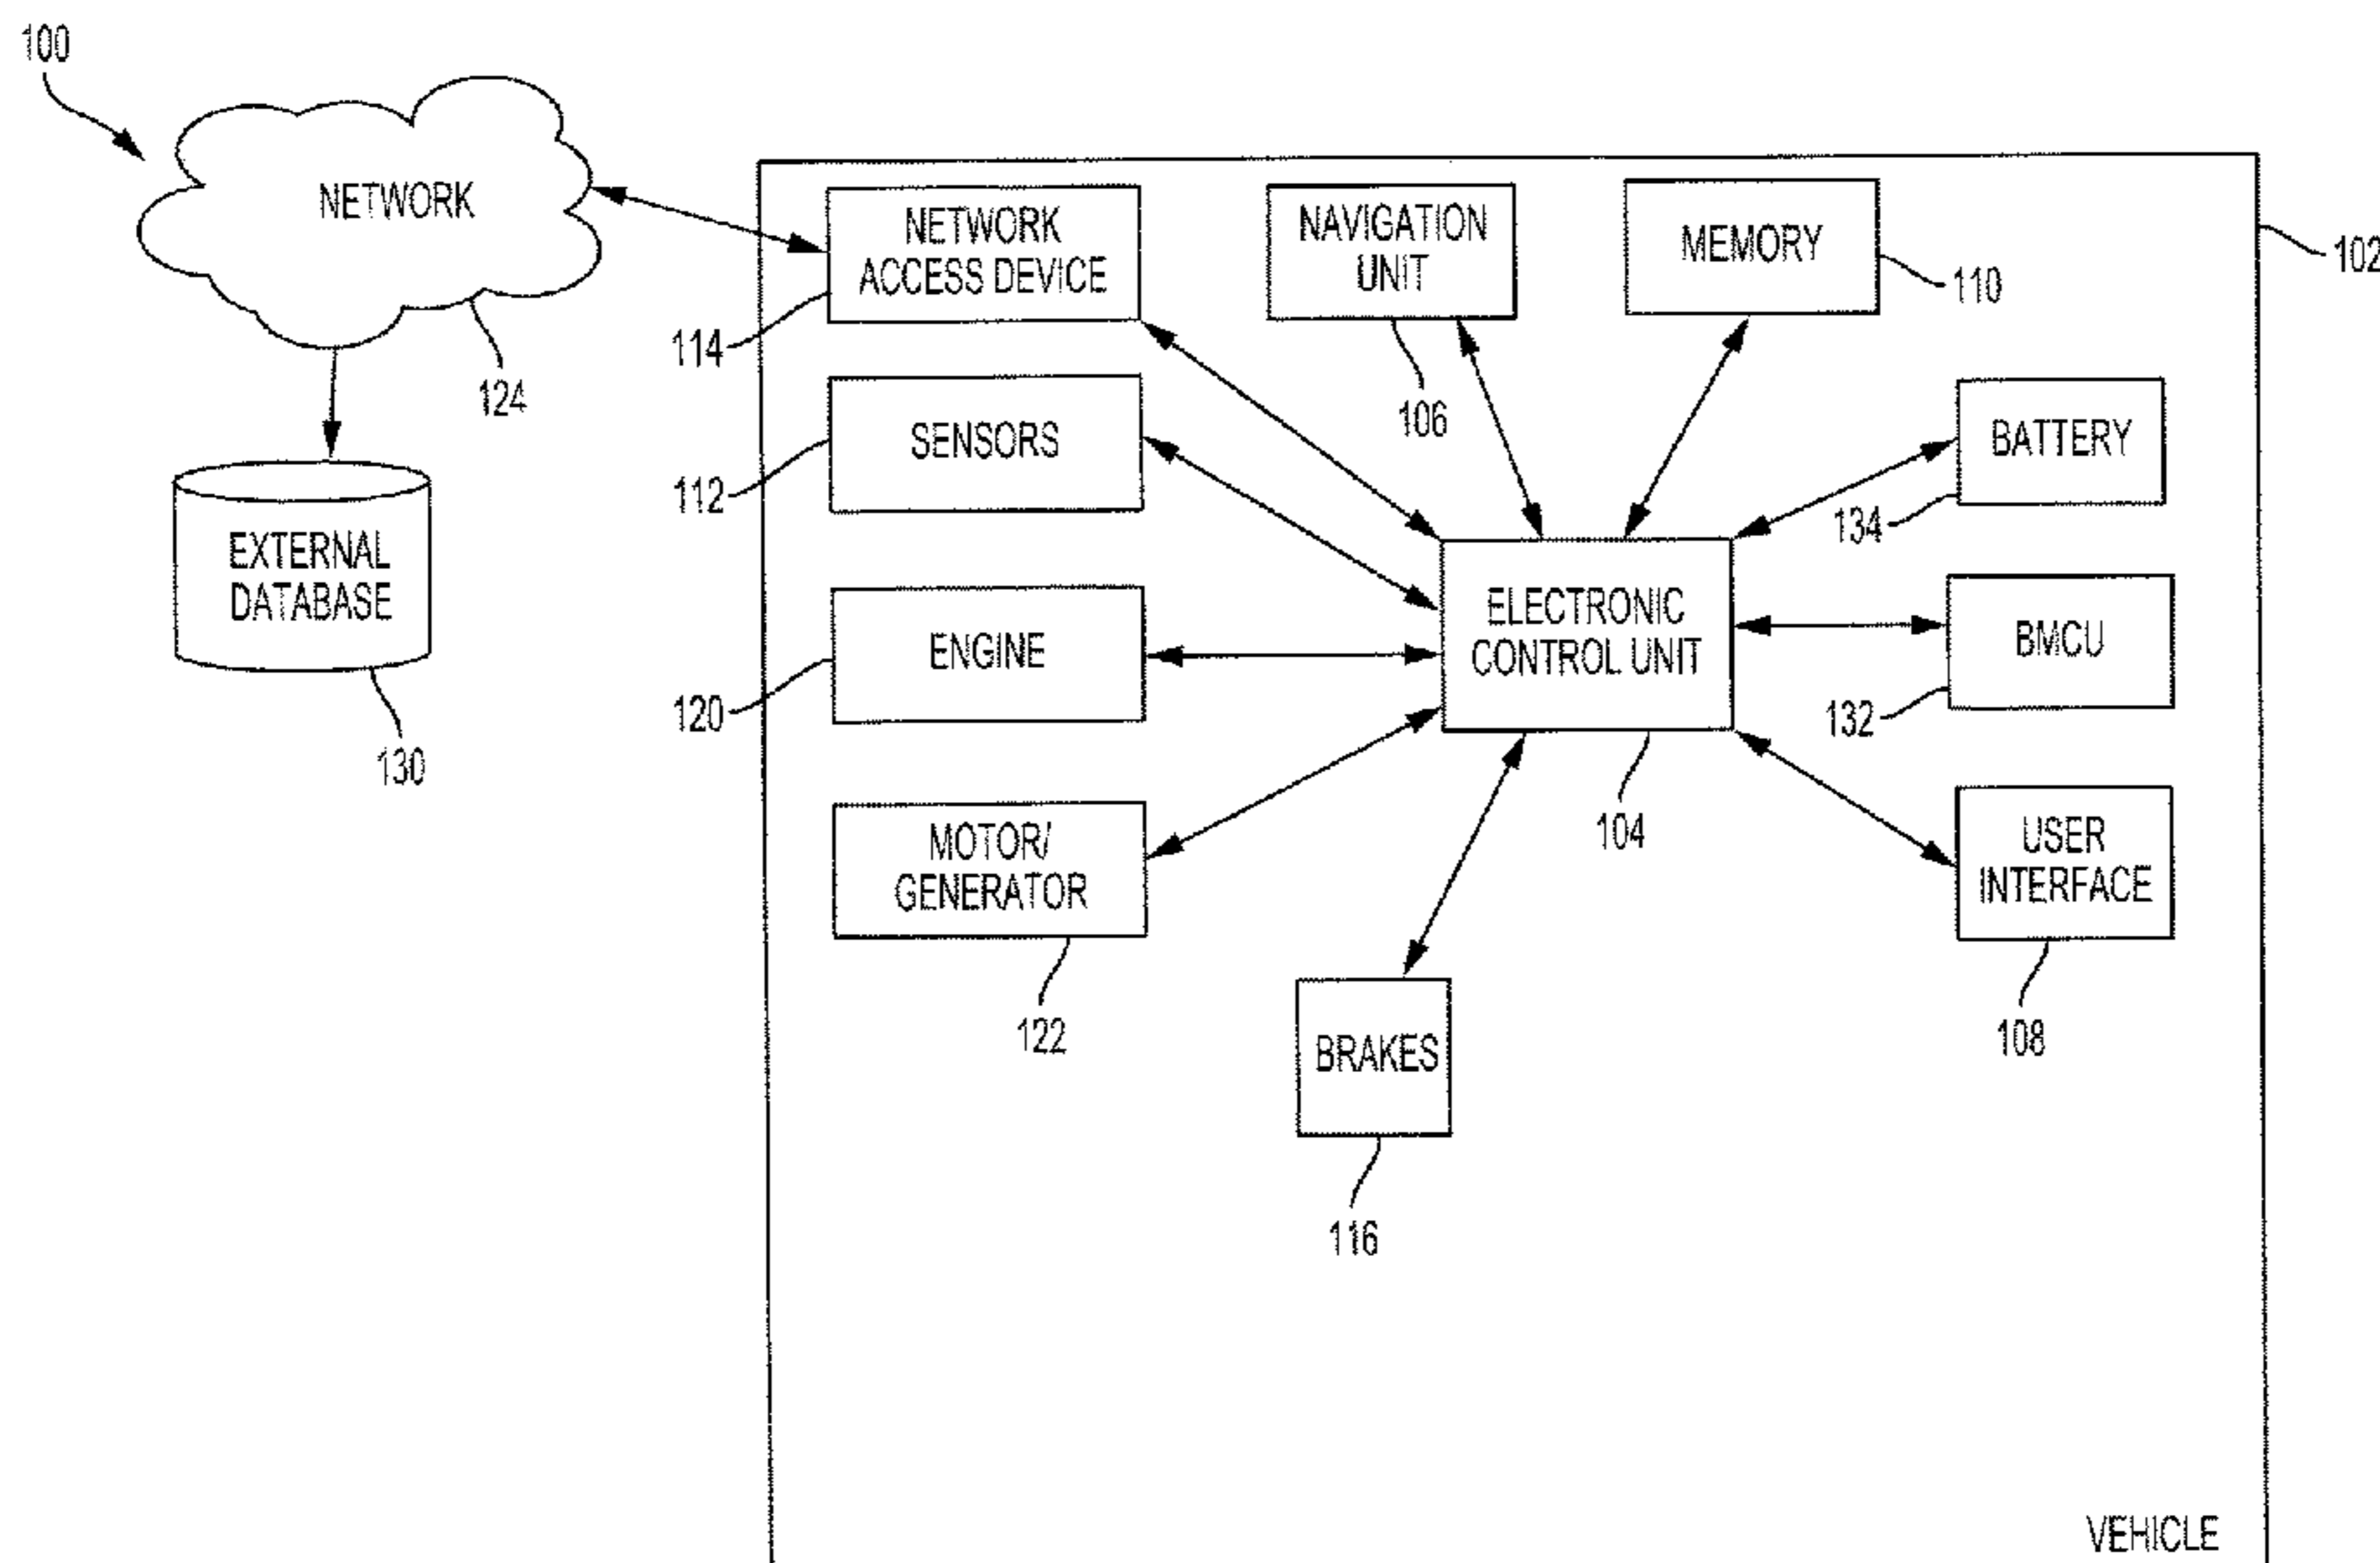 100
NETWORK
124
EXTERNAL
DATABASE
130
NETWORK
ACCESS DEVICE
114
NAVIGATION
UNIT
106
MEMORY
110
102
SENSORS
112
BATTERY
134
ENGINE
120
ELECTRONIC
CONTROL UNIT
104
BMCU
132
MOTOR/
GENERATOR
122
USER
INTERFACE
108
BRAKES
116
VEHICLE